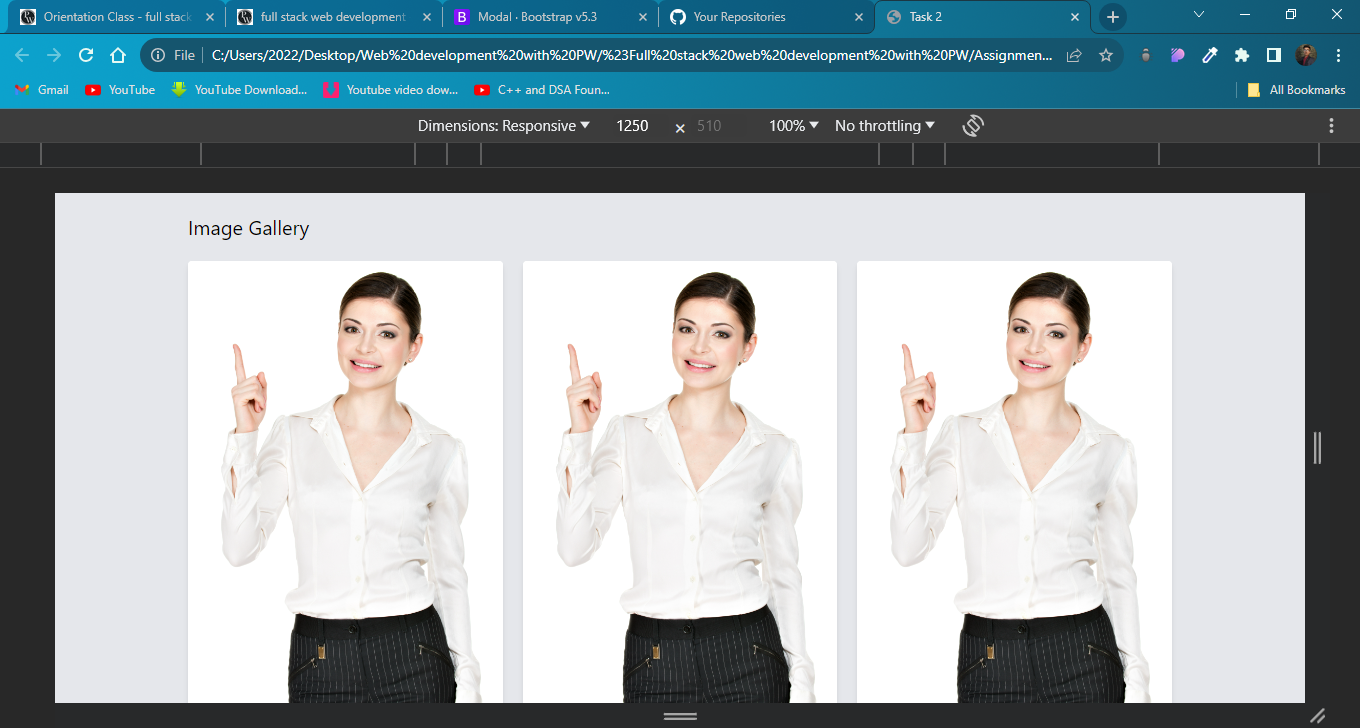 Orientation Class - full stack
full stack web development
Modal · Bootstrap v5.3
Your Repositories
Task 2
File
C:/Users/2022/Desktop/Web%20development%20with%20PW/%23Full%20stack%20web%20development%20with%20PW/Assignmen...
Gmail
YouTube
YouTube Download...
Youtube video dow...
C++ and DSA Foun...
All Bookmarks
Dimensions: Responsive 1250 × 510 100% No throttling
Image Gallery